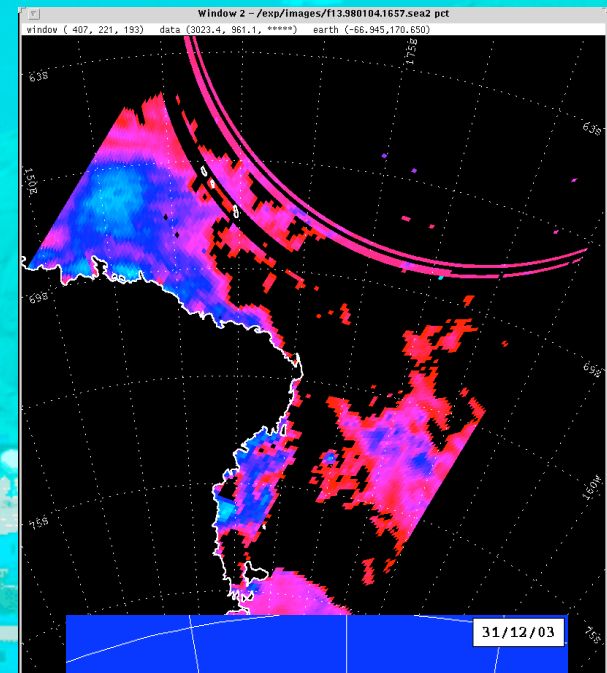 Window 2 - /exp/images/f13.980104.1657.sea2 pct
window ( 407, 221, 193) data (3023.4, 961.1, *****) earth (-66.945,170.650)
63S
175E
63S
150E
69S
69S
160W
75S
75S
31/12/03